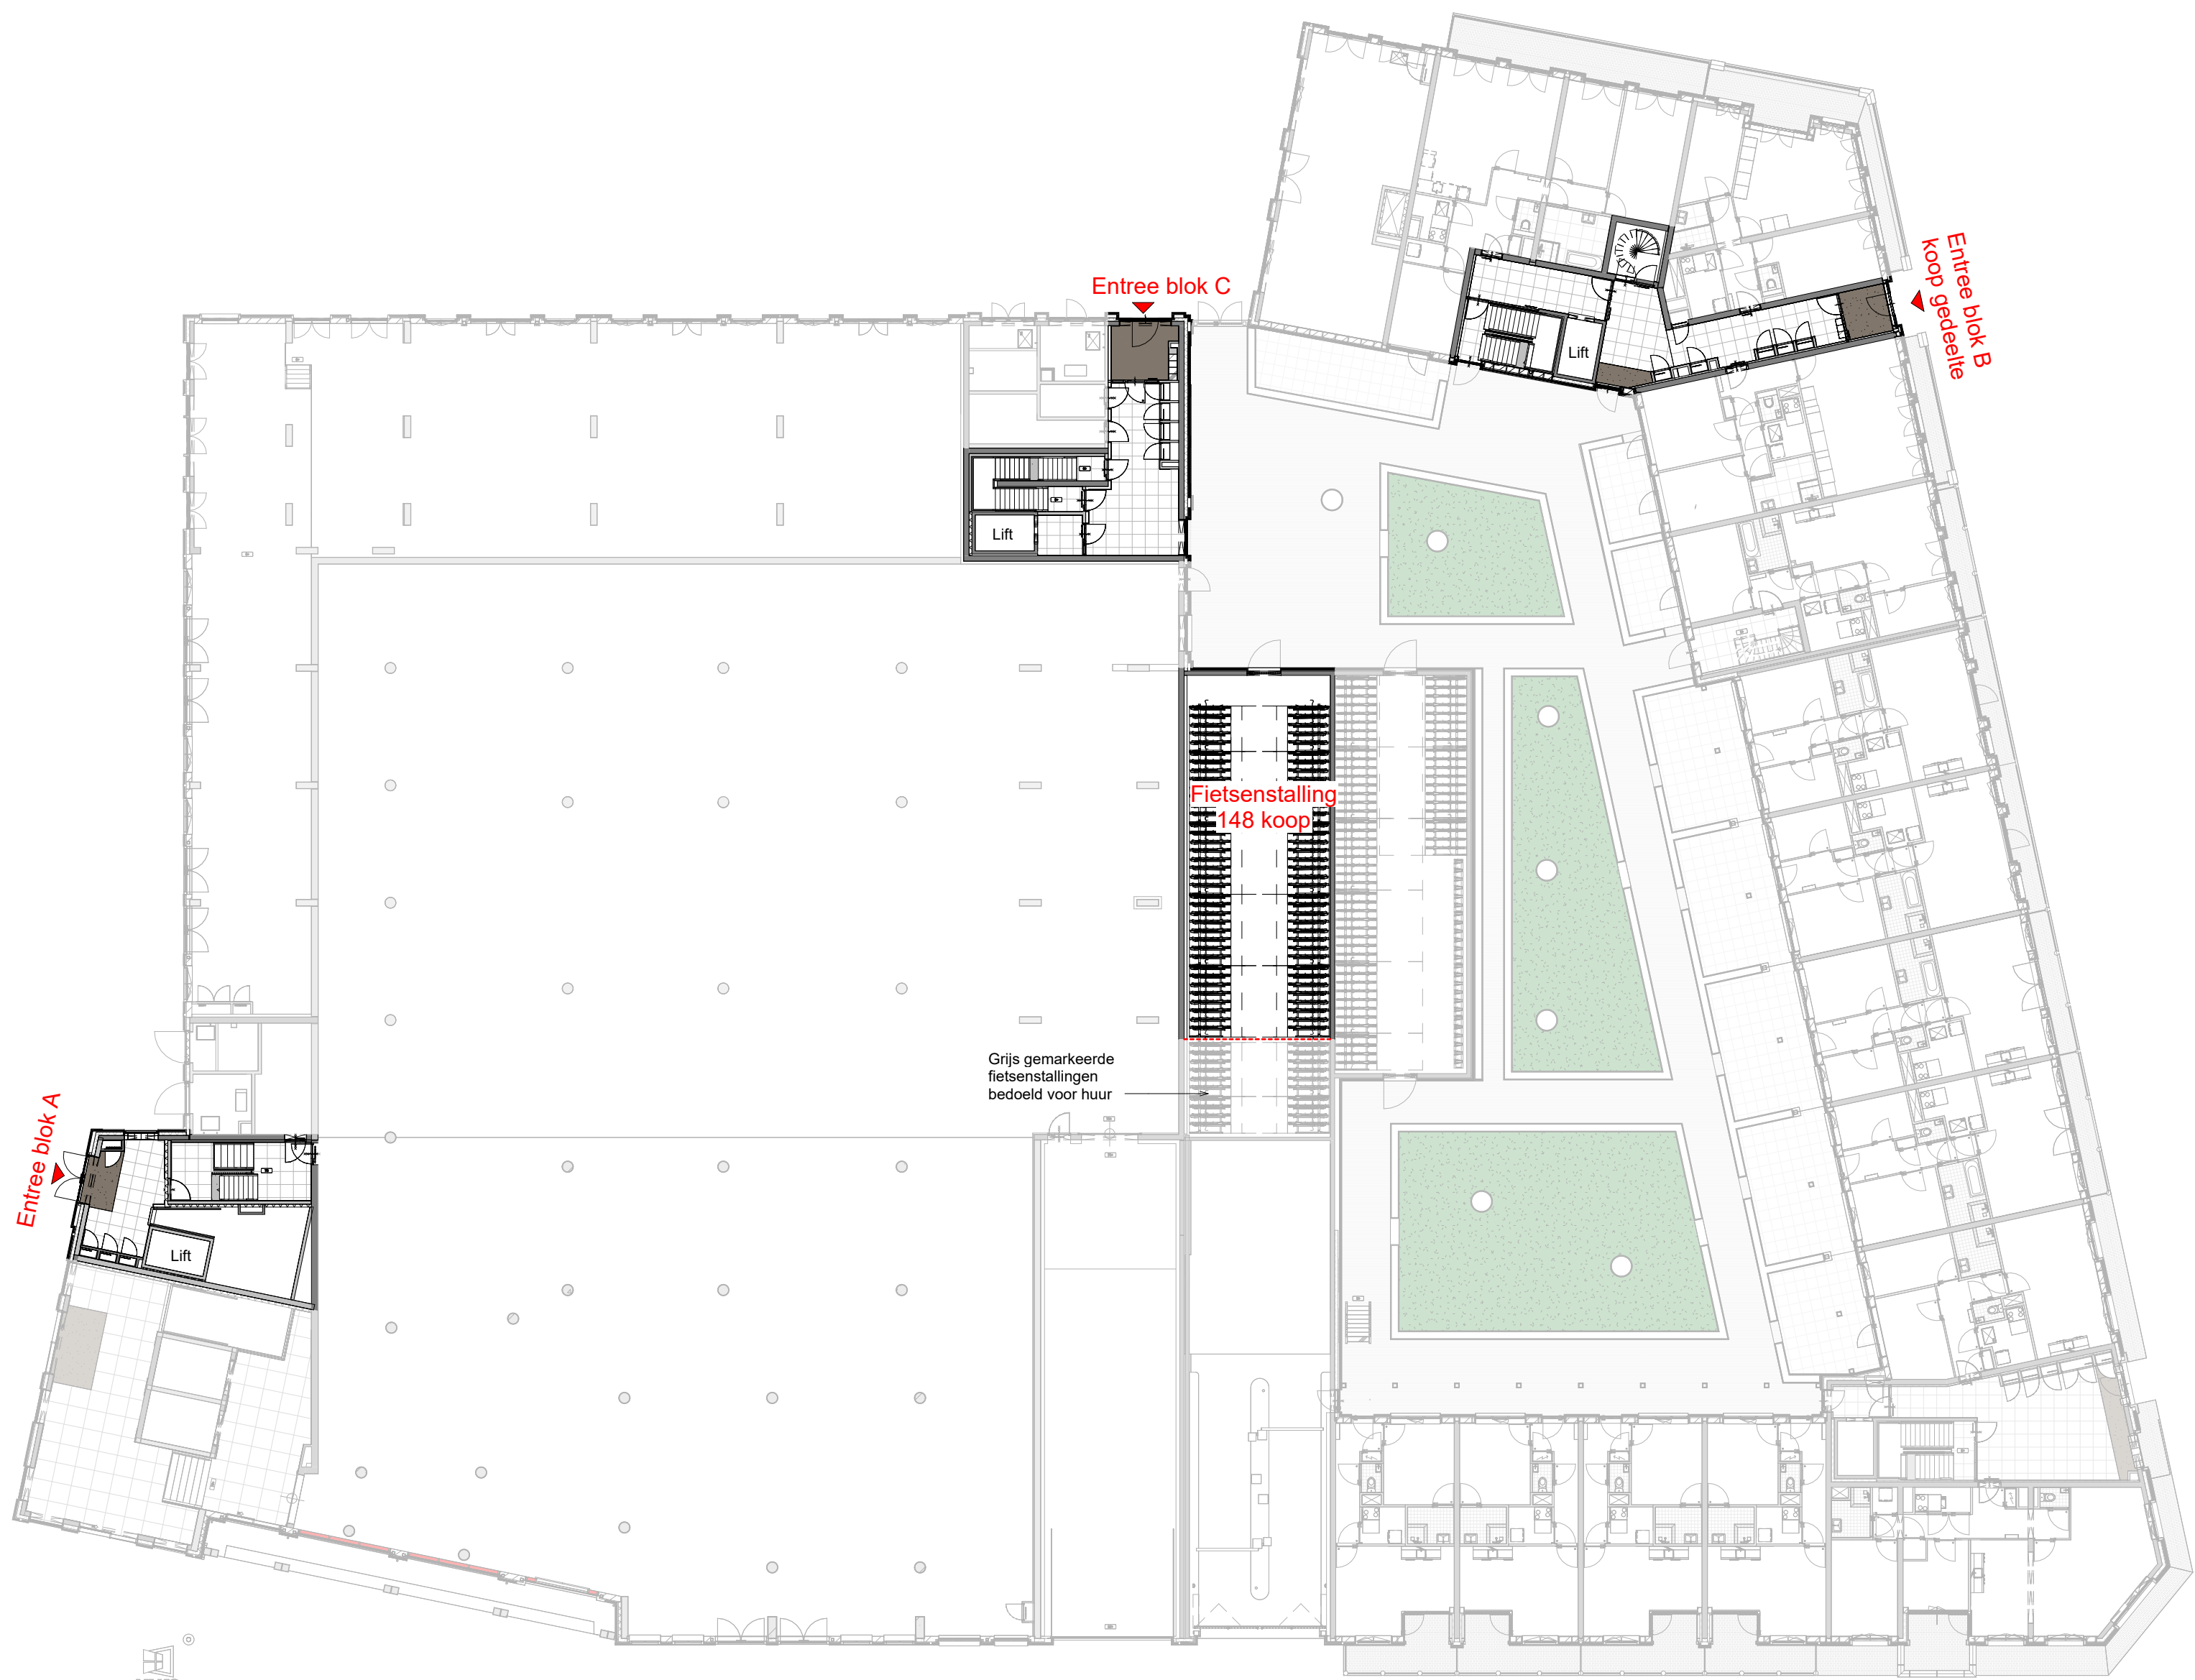 Entree blok C
Entree blok B
koop gedeelte
Lift
Lift
Fietsenstalling
148 koop
Grijs gemarkeerde
fietsenstallingen
bedoeld voor huur
Entree blok A
Lift